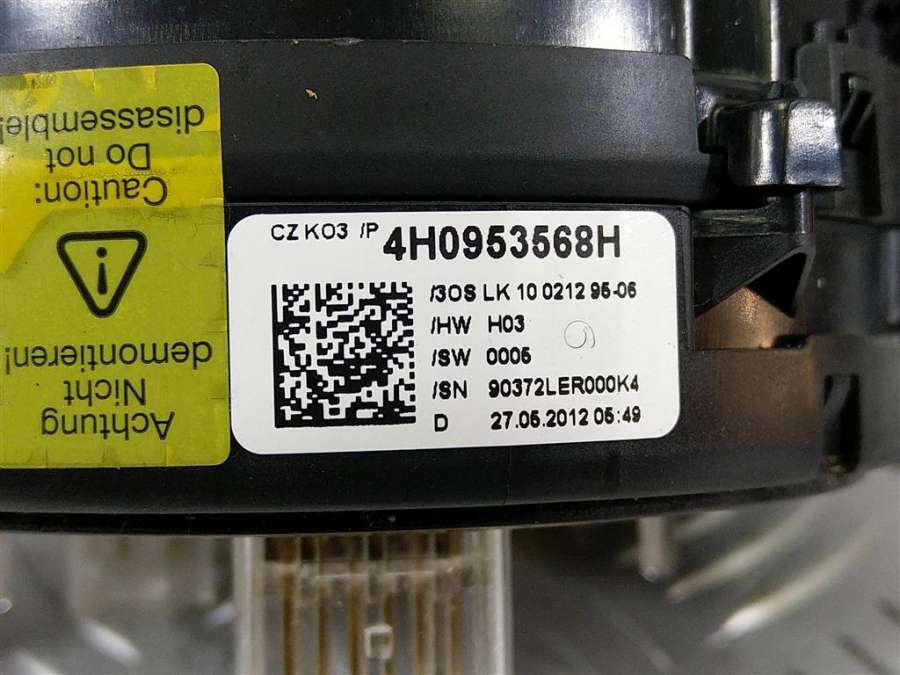 CZ K03 /P 4H0953568H
/3OS LK 10 0212 95-06
/HW H03
/SW 0005
/SN 90372LER000K4
D 27.05.2012 05:49
Achtung
Nicht
demontieren!
Caution:
Do not
disassemble!